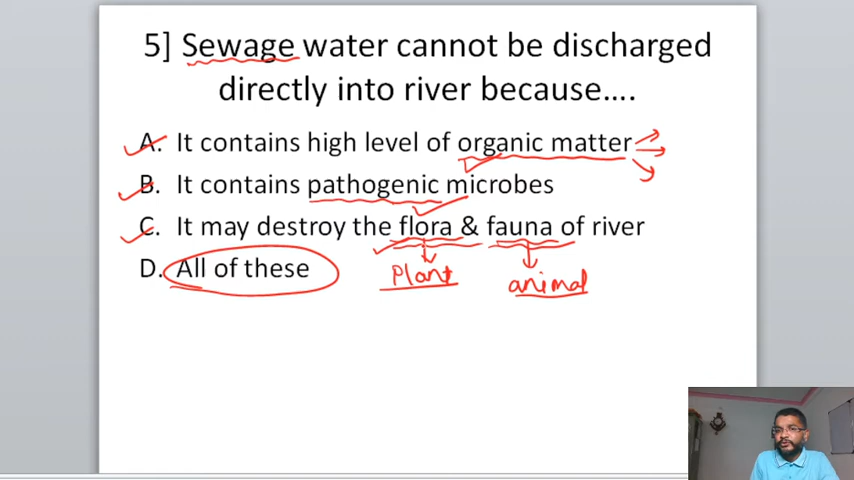 5] Sewage water cannot be discharged
directly into river because....
A. It contains high level of organic matter
B. It contains pathogenic microbes
C. It may destroy the flora & fauna of river
D. All of these
Plant animal